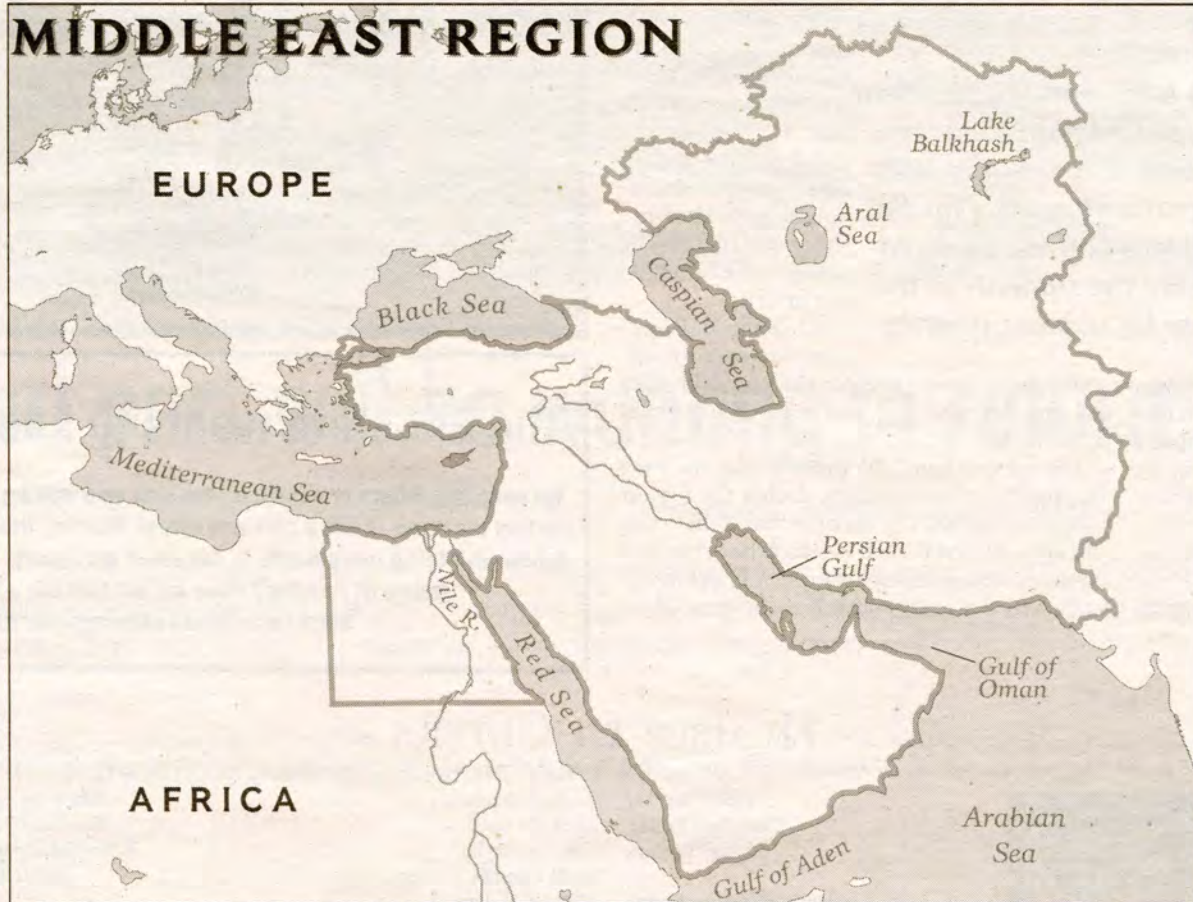 MIDDLE EAST REGION
Lake
Balkhash
EUROPE
Aral
Sea
Caspian
Sea
Black Sea
Mediterranean Sea
Persian
Gulf
Nile R.
Red Sea
Gulf of
Oman
AFRICA
Arabian
Sea
Gulf of Aden